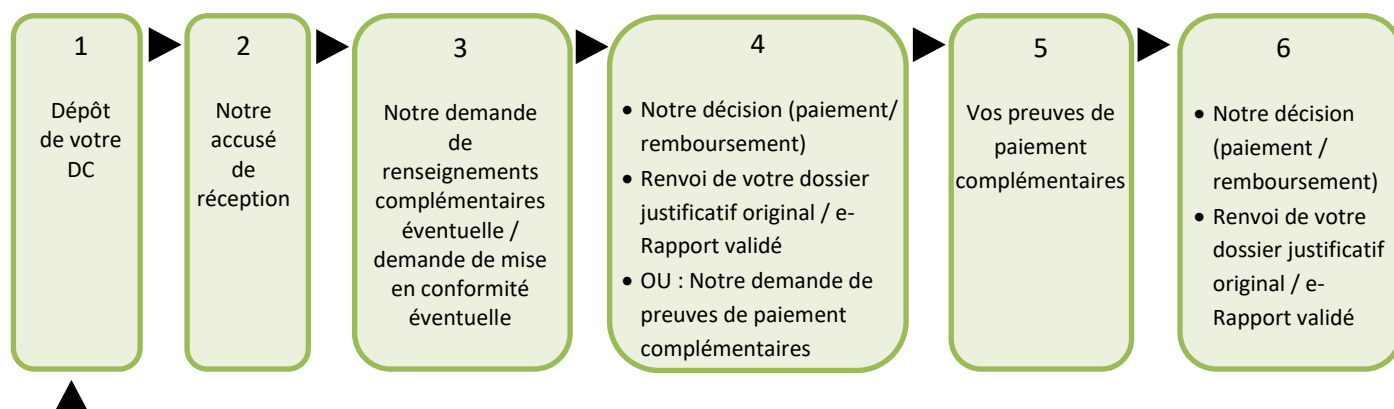 1
Dépôt
de votre
DC
2
Notre
accusé
de
réception
3
Notre demande
de
renseignements
complémentaires
éventuelle /
demande de mise
en conformité
éventuelle
4
• Notre décision (paiement/
remboursement)
• Renvoi de votre dossier
justificatif original / e-
Rapport validé
• OU : Notre demande de
preuves de paiement
complémentaires
5
Vos preuves de
paiement
complémentaires
6
• Notre décision
(paiement /
remboursement)
• Renvoi de votre
dossier justificatif
original / e-
Rapport validé